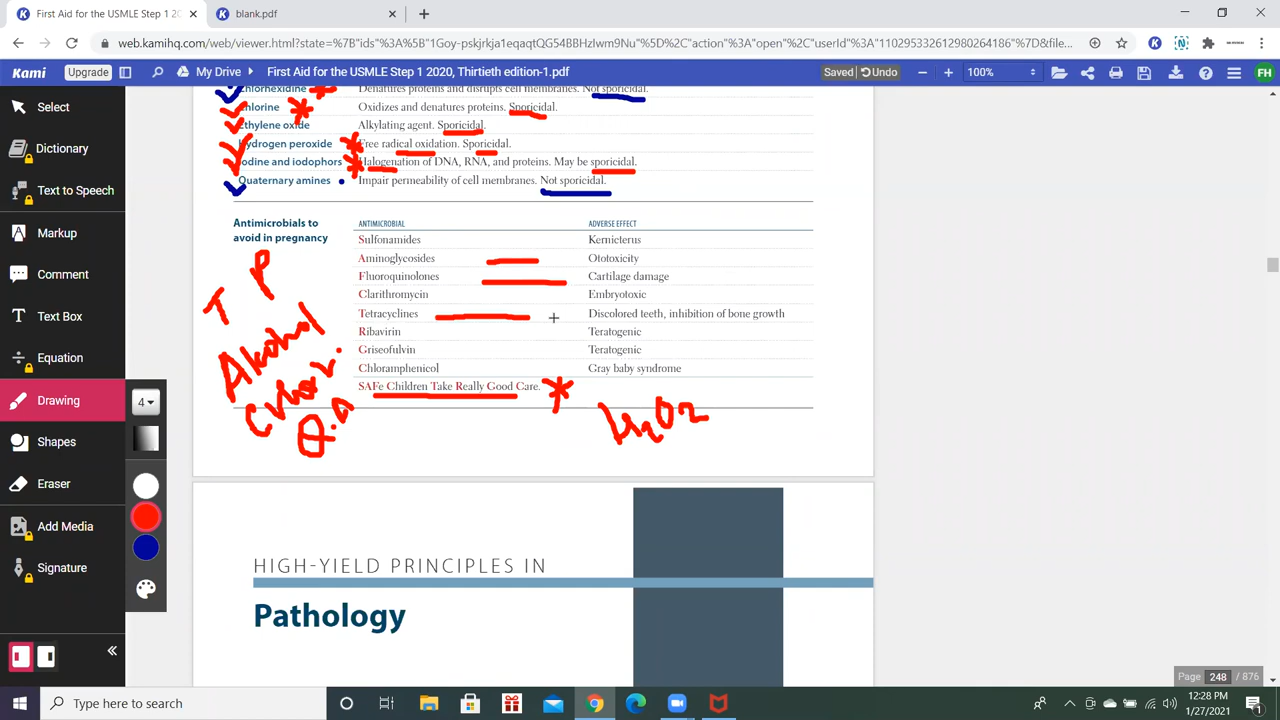 First Aid for the USMLE Step 1 20
blank.pdf
web.kamihq.com/web/viewer.html?state=%7B"ids"%3A%5B"1Goy-pskjtkja1eqaqtQG54BBHzlwm9Nu"%5D%2C"action"%3A"open"%2C"userId"%3A"110295332612980264186"%7D&file...
Kami
Upgrade
My Drive
First Aid for the USMLE Step 1 2020, Thirtieth edition-1.pdf
Saved
Undo
100%
FH
Select
Dictionary
Text to Speech
Markup
Comment
Text Box
Equation
Drawing
Shapes
Eraser
Add Media
Signature
4
Chlorhexidine Denatures proteins and disrupts cell membranes. Not sporicidal.
Chlorine Oxidizes and denatures proteins. Sporicidal.
Ethylene oxide Alkylating agent. Sporicidal.
Hydrogen peroxide Free radical oxidation. Sporicidal.
Iodine and iodophors Halogenation of DNA, RNA, and proteins. May be sporicidal.
Quaternary amines Impair permeability of cell membranes. Not sporicidal.
Antimicrobials to
avoid in pregnancy
ANTIMICROBIAL ADVERSE EFFECT
Sulfonamides Kernicterus
Aminoglycosides Ototoxicity
Fluoroquinolones Cartilage damage
Clarithromycin Embryotoxic
Tetracyclines Discolored teeth, inhibition of bone growth
Ribavirin Teratogenic
Griseofulvin Teratogenic
Chloramphenicol Gray baby syndrome
SAFe Children Take Really Good Care.
P
T
Alcohol
Q.A
H2O2
HIGH-YIELD PRINCIPLES IN
Pathology
Page 248 / 876
Type here to search
12:28 PM
1/27/2021